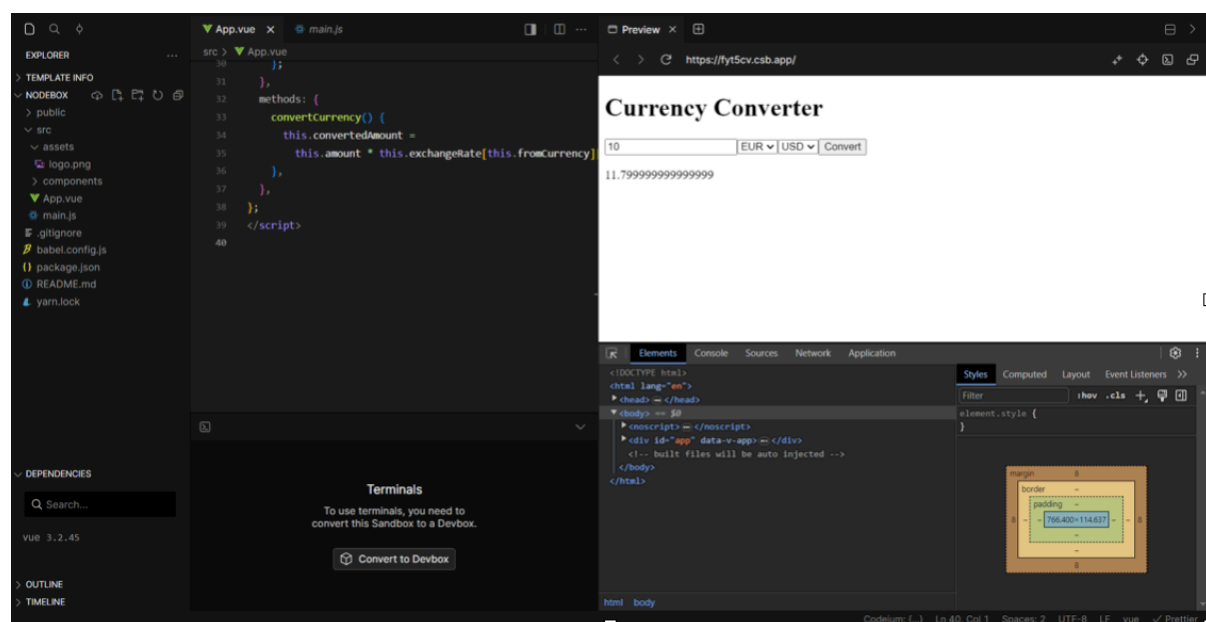 App.vue
main.js
Preview
EXPLORER
src > App.vue
https://fyt5cv.csb.app/
TEMPLATE INFO
NODEBOX
public
src
assets
logo.png
components
App.vue
main.js
.gitignore
babel.config.js
package.json
README.md
yarn.lock
DEPENDENCIES
Search...
vue 3.2.45
OUTLINE
TIMELINE
30 };
31 },
32 methods: {
33 convertCurrency() {
34 this.convertedAmount =
35 this.amount * this.exchangeRate[this.fromCurrency]
36 },
37 },
38 };
39 </script>
40
Terminals
To use terminals, you need to
convert this Sandbox to a Devbox.
Convert to Devbox
Currency Converter
10 EUR USD Convert
11.799999999999999
Elements Console Sources Network Application
<!DOCTYPE html>
<html lang="en">
<head> … </head>
<body> == $0
<noscript> … </noscript>
<div id="app" data-v-app> … </div>
<!-- built files will be auto injected -->
</body>
</html>
html body
Styles Computed Layout Event Listeners
Filter :hov .cls
element.style {
}
margin 8
border -
padding -
8 - - 766.400×114.637 - - 8
-
-
8
Codeium: {...} Ln 40, Col 1 Spaces: 2 UTF-8 LF vue Prettier